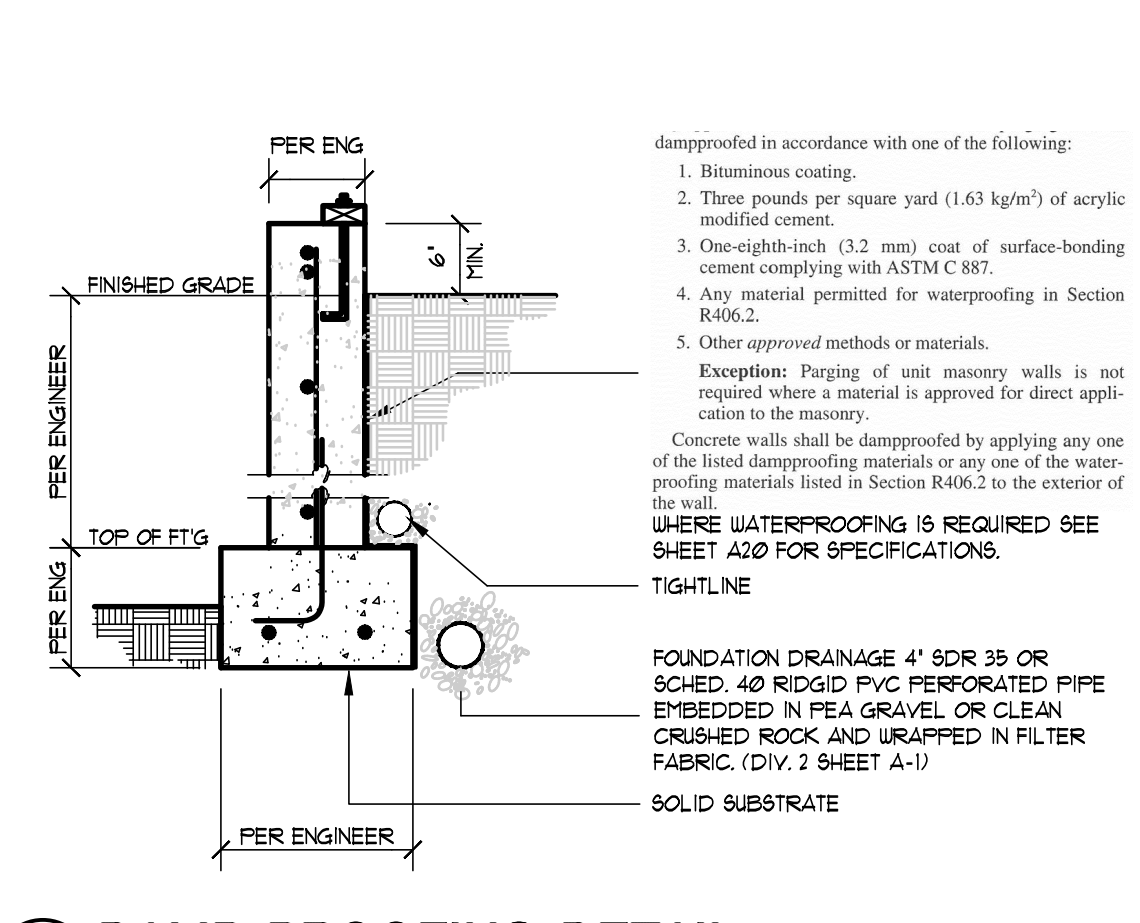 PER ENG
6'
MIN.
FINISHED GRADE
PER ENGINEER
TOP OF FT'G
PER ENG
PER ENGINEER
dampproofed in accordance with one of the following:
1. Bituminous coating.
2. Three pounds per square yard (1.63 kg/m²) of acrylic
modified cement.
3. One-eighth-inch (3.2 mm) coat of surface-bonding
cement complying with ASTM C 887.
4. Any material permitted for waterproofing in Section
R406.2.
5. Other approved methods or materials.
Exception: Parging of unit masonry walls is not
required where a material is approved for direct appli-
cation to the masonry.
Concrete walls shall be dampproofed by applying any one
of the listed dampproofing materials or any one of the water-
proofing materials listed in Section R406.2 to the exterior of
the wall.
WHERE WATERPROOFING IS REQUIRED SEE
SHEET A20 FOR SPECIFICATIONS.
TIGHTLINE
FOUNDATION DRAINAGE 4" SDR 35 OR
SCHED. 40 RIDGID PVC PERFORATED PIPE
EMBEDDED IN PEA GRAVEL OR CLEAN
CRUSHED ROCK AND WRAPPED IN FILTER
FABRIC. (DIV. 2 SHEET A-1)
SOLID SUBSTRATE